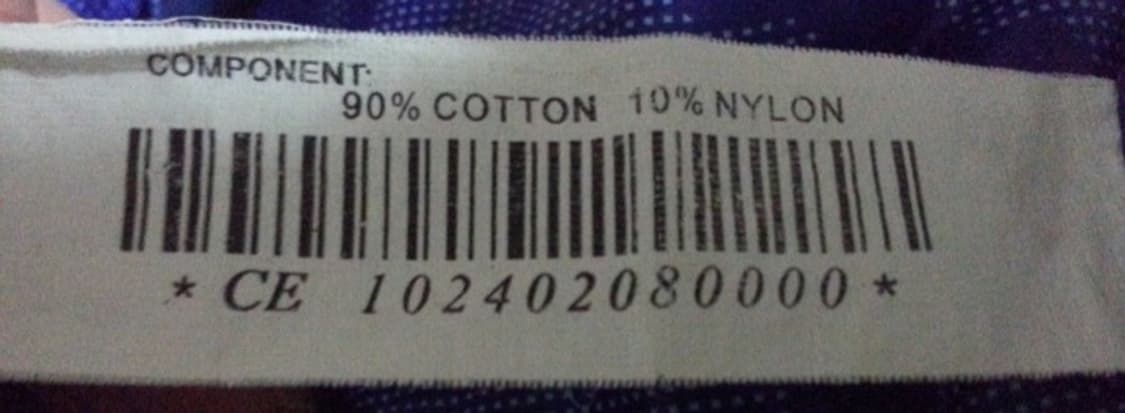 COMPONENT:
90% COTTON 10% NYLON
* CE 102402080000 *